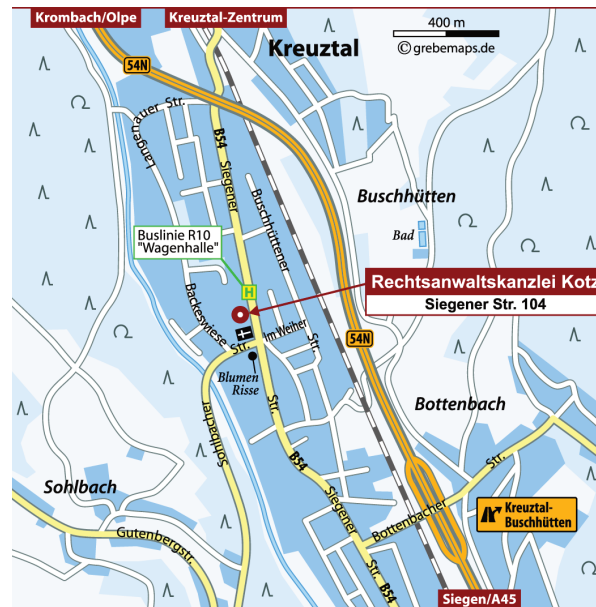 Krombach/Olpe
Kreuztal-Zentrum
400 m
© grebemaps.de
Kreuztal
54N
Langenauer Str.
B54
Siegener
Buschhüttener
Str.
Buschhütten
Bad
Buslinie R10
"Wagenhalle"
H
Rechtsanwaltskanzlei Kotz
Siegener Str. 104
Backeswiese
Str.
Im Weiher
54N
Blumen
Risse
Sohlbacher
Str.
B54
Bottenbach
Siegener
Str.
Bottenbacher
Str.
Sohlbach
Gutenbergstr.
Kreuztal-
Buschhütten
B54
Siegen/A45